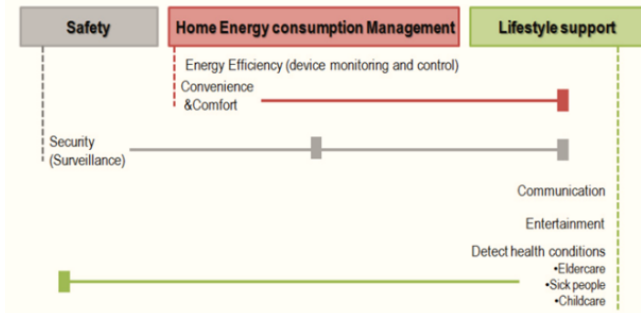 Safety
Home Energy consumption Management
Lifestyle support
Energy Efficiency (device monitoring and control)
Convenience
&Comfort
Security
(Surveillance)
Communication
Entertainment
Detect health conditions
•Eldercare
•Sick people
•Childcare